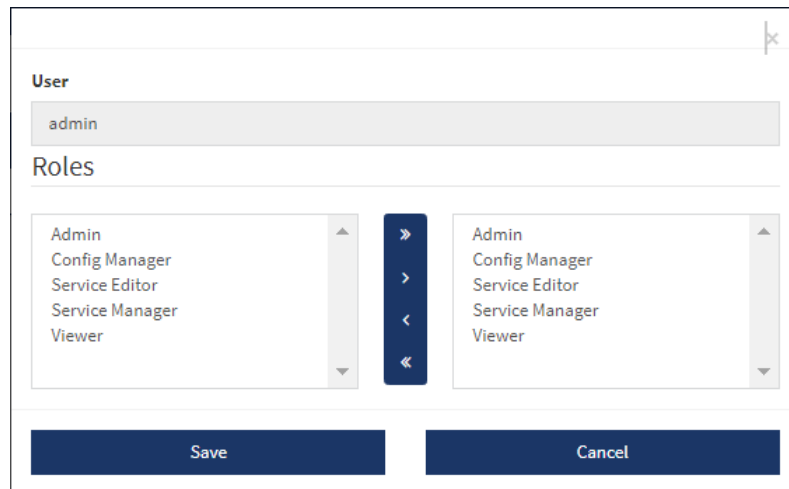 ×
User
admin
Roles
Admin
Config Manager
Service Editor
Service Manager
Viewer
»
›
‹
«
Admin
Config Manager
Service Editor
Service Manager
Viewer
Save
Cancel